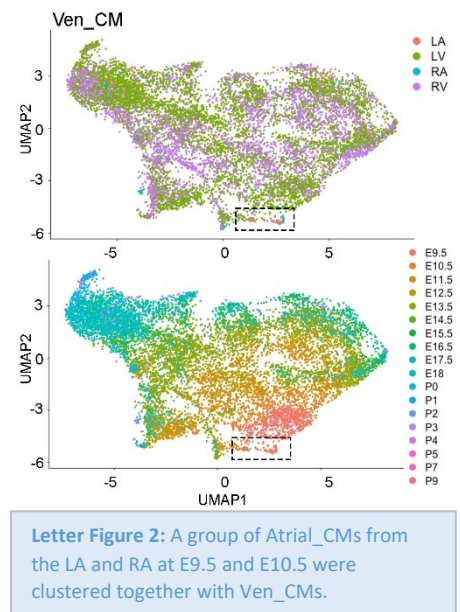 Ven_CM
LA
LV
RA
RV
UMAP2
3
0
-3
-6
-5
0
5
UMAP2
3
0
-3
-6
-5
0
5
UMAP1
E9.5
E10.5
E11.5
E12.5
E13.5
E14.5
E15.5
E16.5
E17.5
E18
P0
P1
P2
P3
P4
P5
P7
P9
Letter Figure 2: A group of Atrial_CMs from
the LA and RA at E9.5 and E10.5 were
clustered together with Ven_CMs.